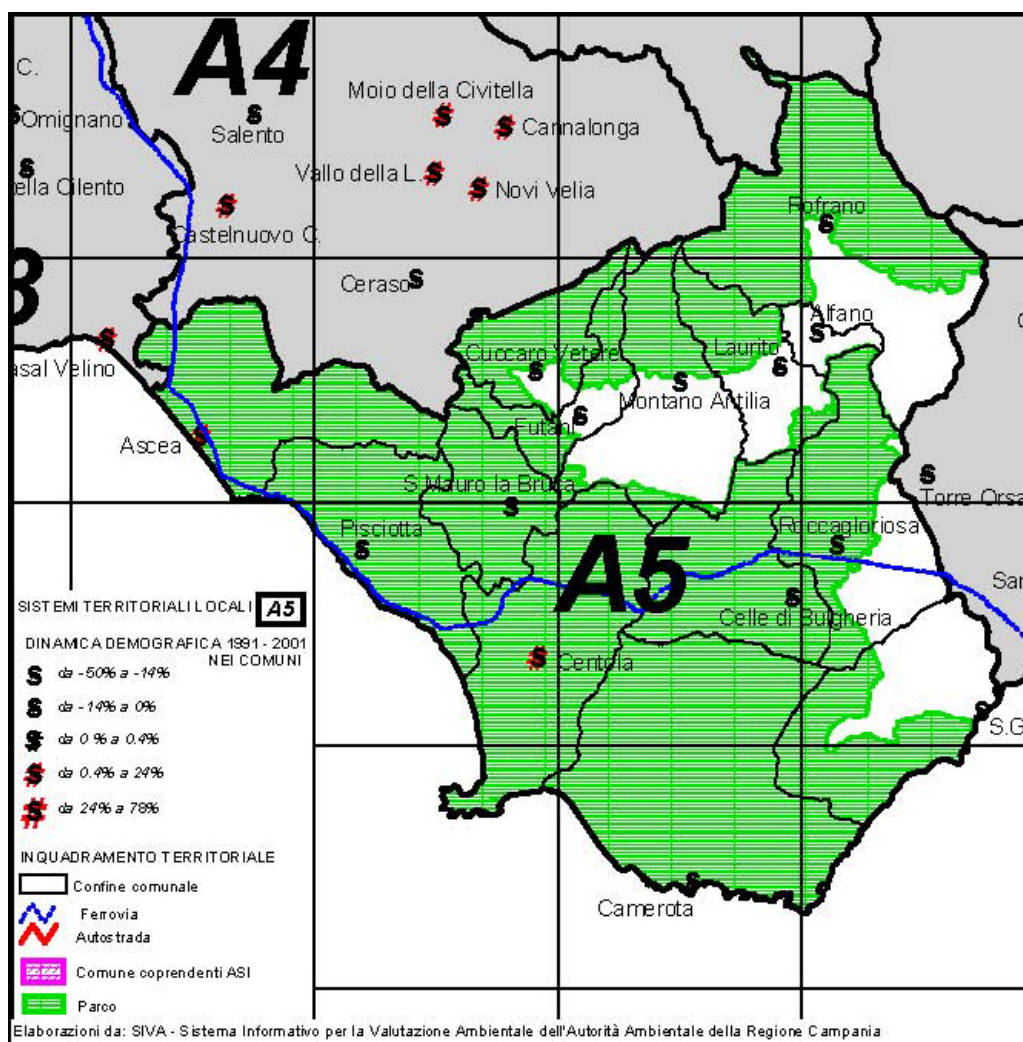 A4
C.
Moio della Civitella
Omignano
Salento
Cannalonga
ella Cilento
Vallo della L.
Novi Velia
Rofrano
Castelnuovo C.
Ceraso
Alfano
asal Velino
Cuccaro Vetere
Laurito
Montano Antilia
Futani
Ascea
S.Mauro la Bruca
Torre Orsa
Pisciotta
Roccagloriosa
A5
San
Celle di Bulgheria
Centola
S.G
Camerota
SISTEMI TERRITORIALI LOCALI A5
DINAMICA DEMOGRAFICA 1991 - 2001
NEI COMUNI
da -50% a -14%
da -14% a 0%
da 0 % a 0.4%
da 0.4% a 24%
da 24% a 78%
INQUADRAMENTO TERRITORIALE
Confine comunale
Ferrovia
Autostrada
Comune coprendenti ASI
Parco
Elaborazioni da: SIVA - Sistema Informativo per la Valutazione Ambientale dell'Autorità Ambientale della Regione Campania